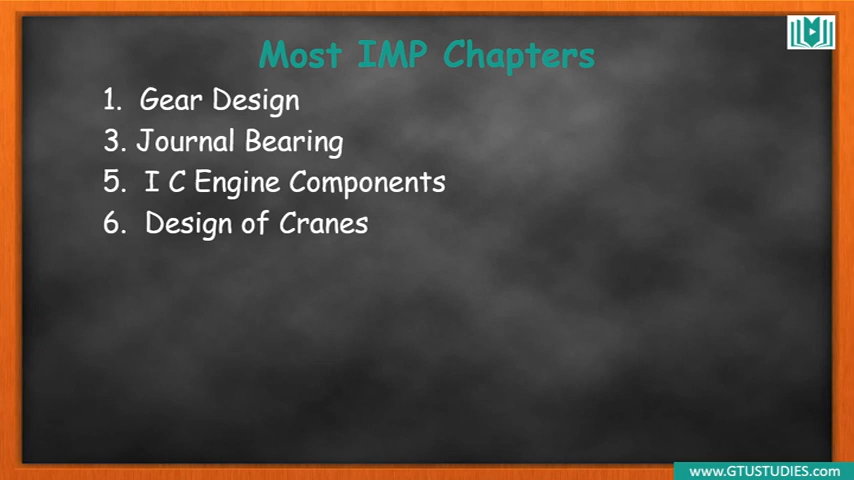 Most IMP Chapters
1. Gear Design
3. Journal Bearing
5. I C Engine Components
6. Design of Cranes
www.GTUSTUDIES.com